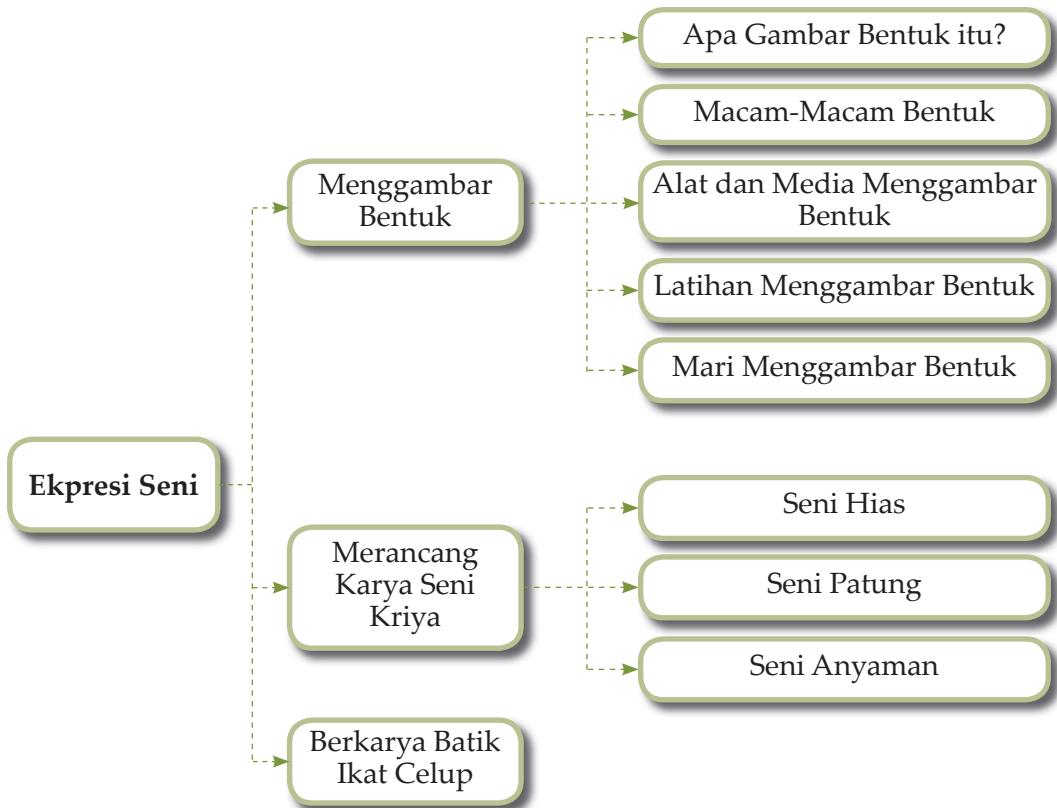 Ekpresi Seni
Menggambar
Bentuk
Apa Gambar Bentuk itu?
Macam-Macam Bentuk
Alat dan Media Menggambar
Bentuk
Latihan Menggambar Bentuk
Mari Menggambar Bentuk
Merancang
Karya Seni
Kriya
Seni Hias
Seni Patung
Seni Anyaman
Berkarya Batik
Ikat Celup